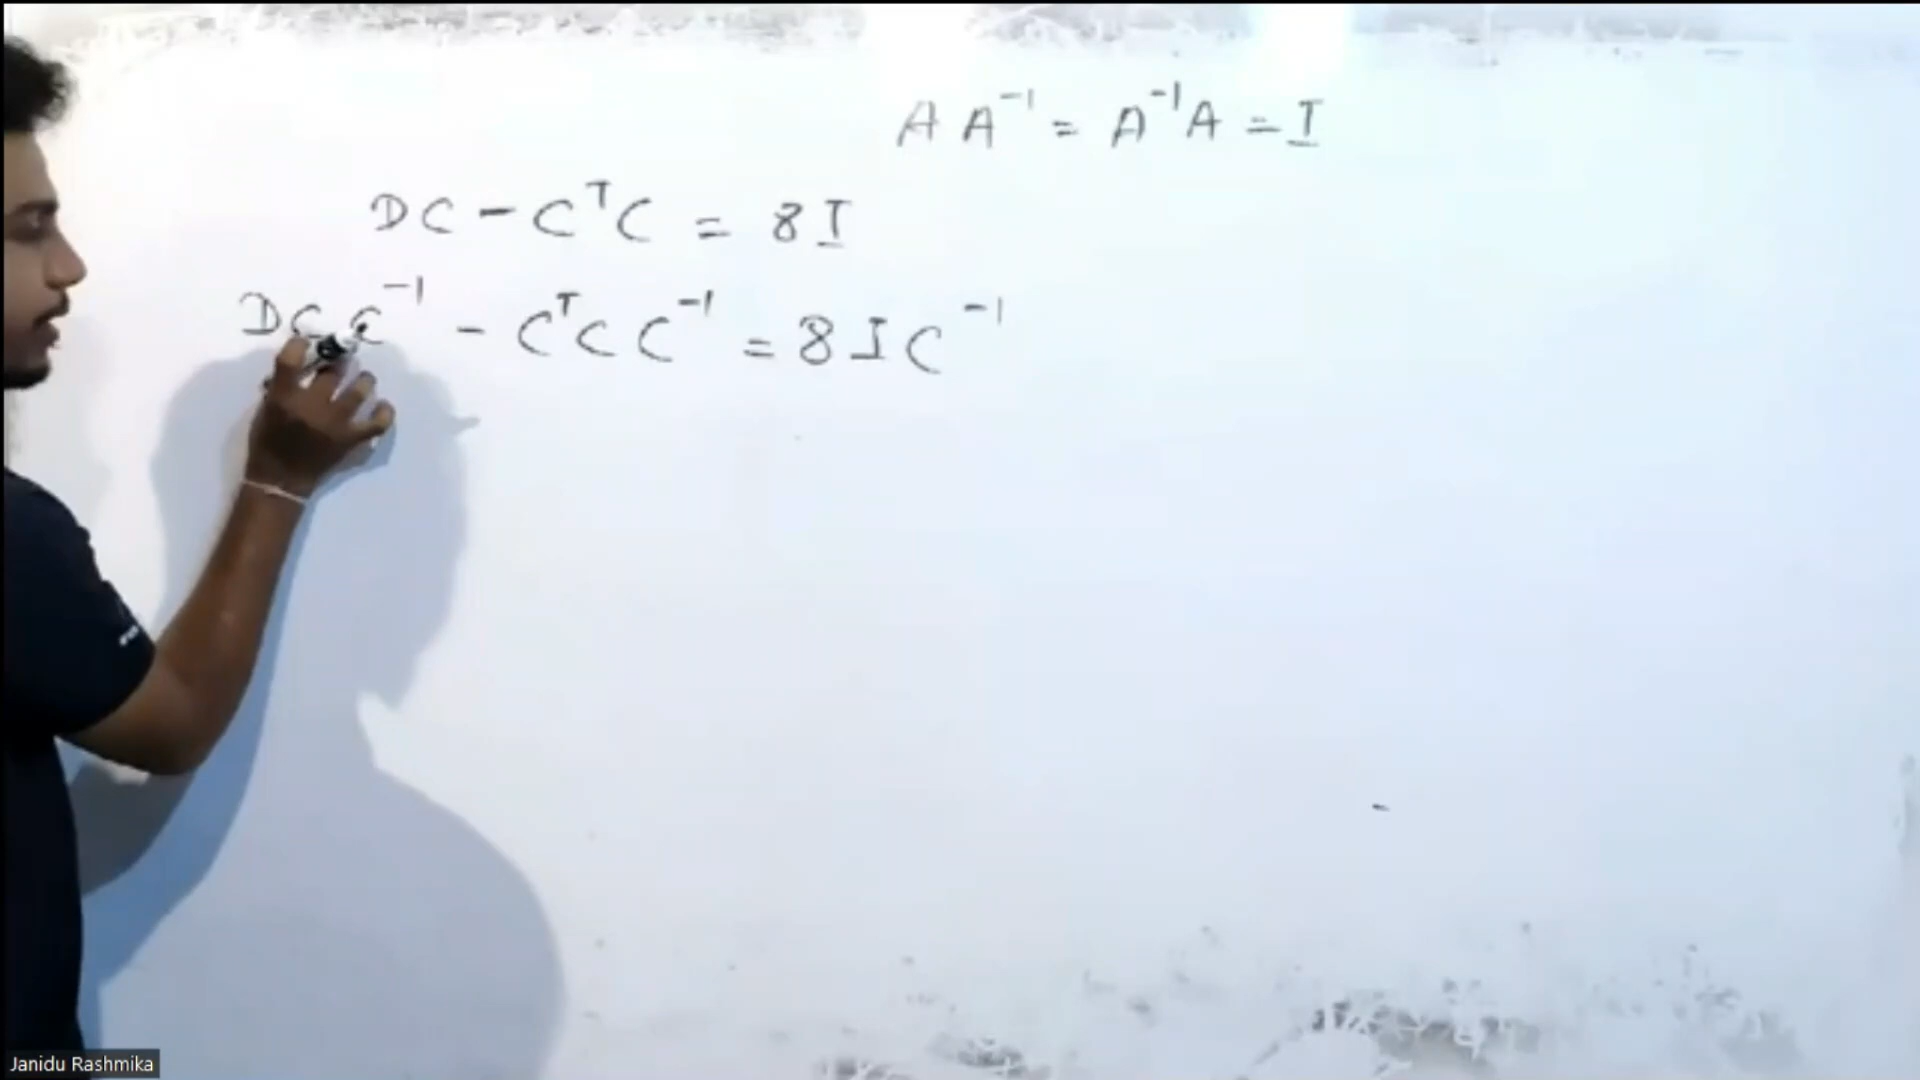 A A⁻¹ = A⁻¹A = I
DC - CᵀC = 8I
DCC⁻¹ - CᵀCC⁻¹ = 8IC⁻¹
Janidu Rashmika